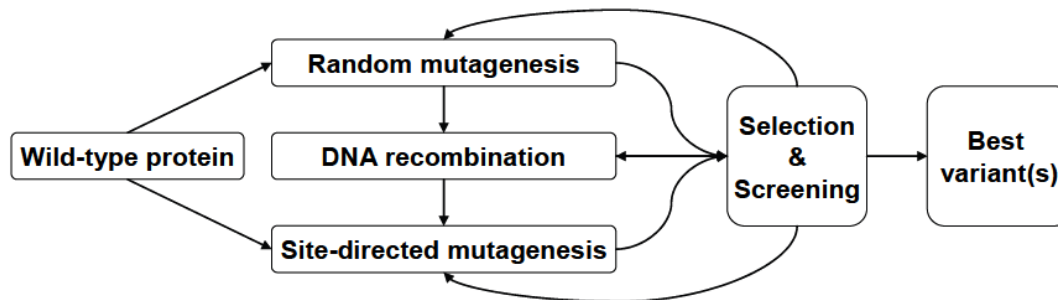 Random mutagenesis
Wild-type protein
DNA recombination
Site-directed mutagenesis
Selection
&
Screening
Best
variant(s)